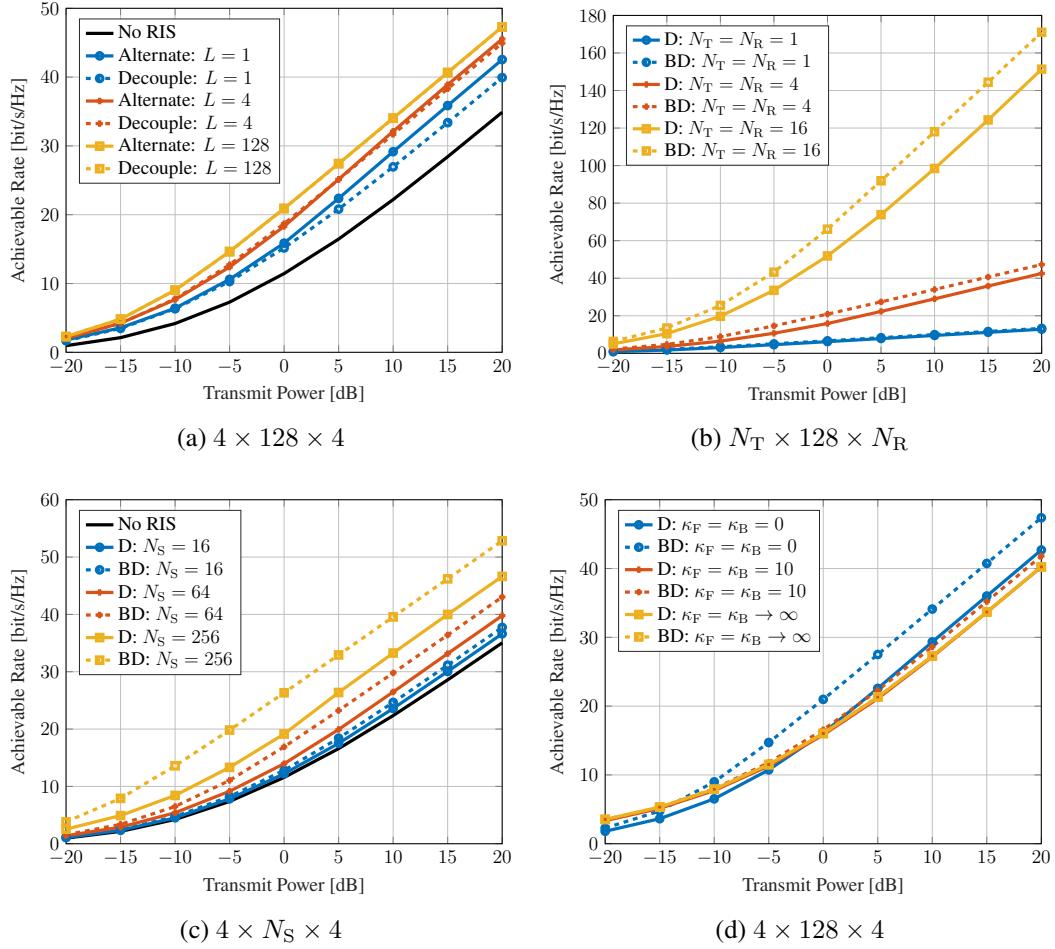 No RIS
Alternate: L = 1
Decouple: L = 1
Alternate: L = 4
Decouple: L = 4
Alternate: L = 128
Decouple: L = 128
50
40
30
20
10
0
Achievable Rate [bit/s/Hz]
−20 −15 −10 −5 0 5 10 15 20
Transmit Power [dB]
(a) 4 × 128 × 4
D: N_T = N_R = 1
BD: N_T = N_R = 1
D: N_T = N_R = 4
BD: N_T = N_R = 4
D: N_T = N_R = 16
BD: N_T = N_R = 16
180
160
140
120
100
80
60
40
20
0
Achievable Rate [bit/s/Hz]
−20 −15 −10 −5 0 5 10 15 20
Transmit Power [dB]
(b) N_T × 128 × N_R
No RIS
D: N_S = 16
BD: N_S = 16
D: N_S = 64
BD: N_S = 64
D: N_S = 256
BD: N_S = 256
60
50
40
30
20
10
0
Achievable Rate [bit/s/Hz]
−20 −15 −10 −5 0 5 10 15 20
Transmit Power [dB]
(c) 4 × N_S × 4
D: κ_F = κ_B = 0
BD: κ_F = κ_B = 0
D: κ_F = κ_B = 10
BD: κ_F = κ_B = 10
D: κ_F = κ_B → ∞
BD: κ_F = κ_B → ∞
50
40
30
20
10
0
Achievable Rate [bit/s/Hz]
−20 −15 −10 −5 0 5 10 15 20
Transmit Power [dB]
(d) 4 × 128 × 4